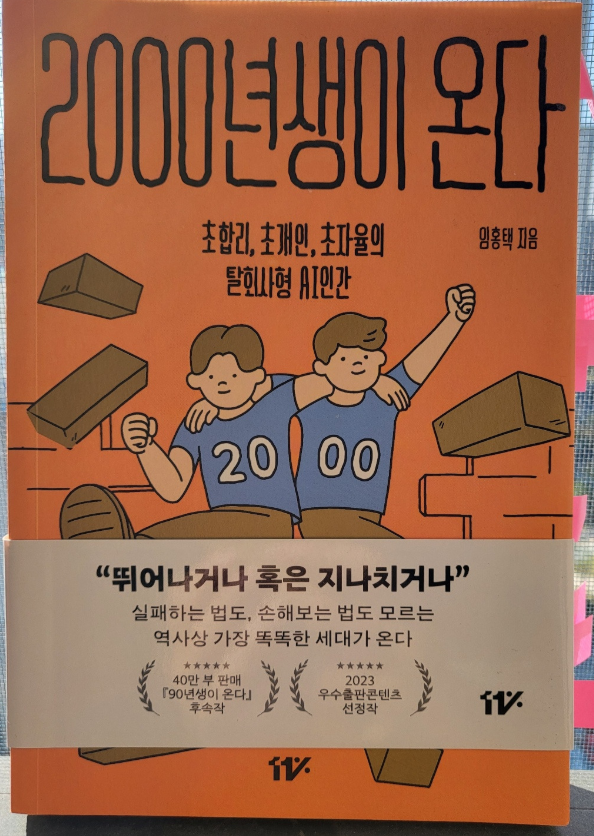 2000년생이 온다
초합리, 초개인, 초자율의
탈회사형 AI인간
임홍택 지음
20 00
“뛰어나거나 혹은 지나치거나”
실패하는 법도, 손해보는 법도 모르는
역사상 가장 똑똑한 세대가 온다
★★★★★
40만 부 판매
『90년생이 온다』
후속작
★★★★★
2023
우수출판콘텐츠
선정작
11%
11%